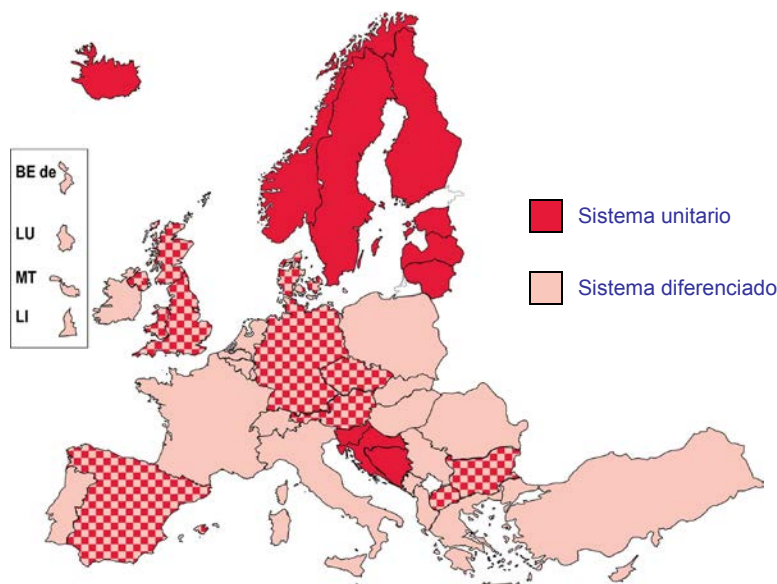 BE de
LU
MT
LI
Sistema unitario
Sistema diferenciado